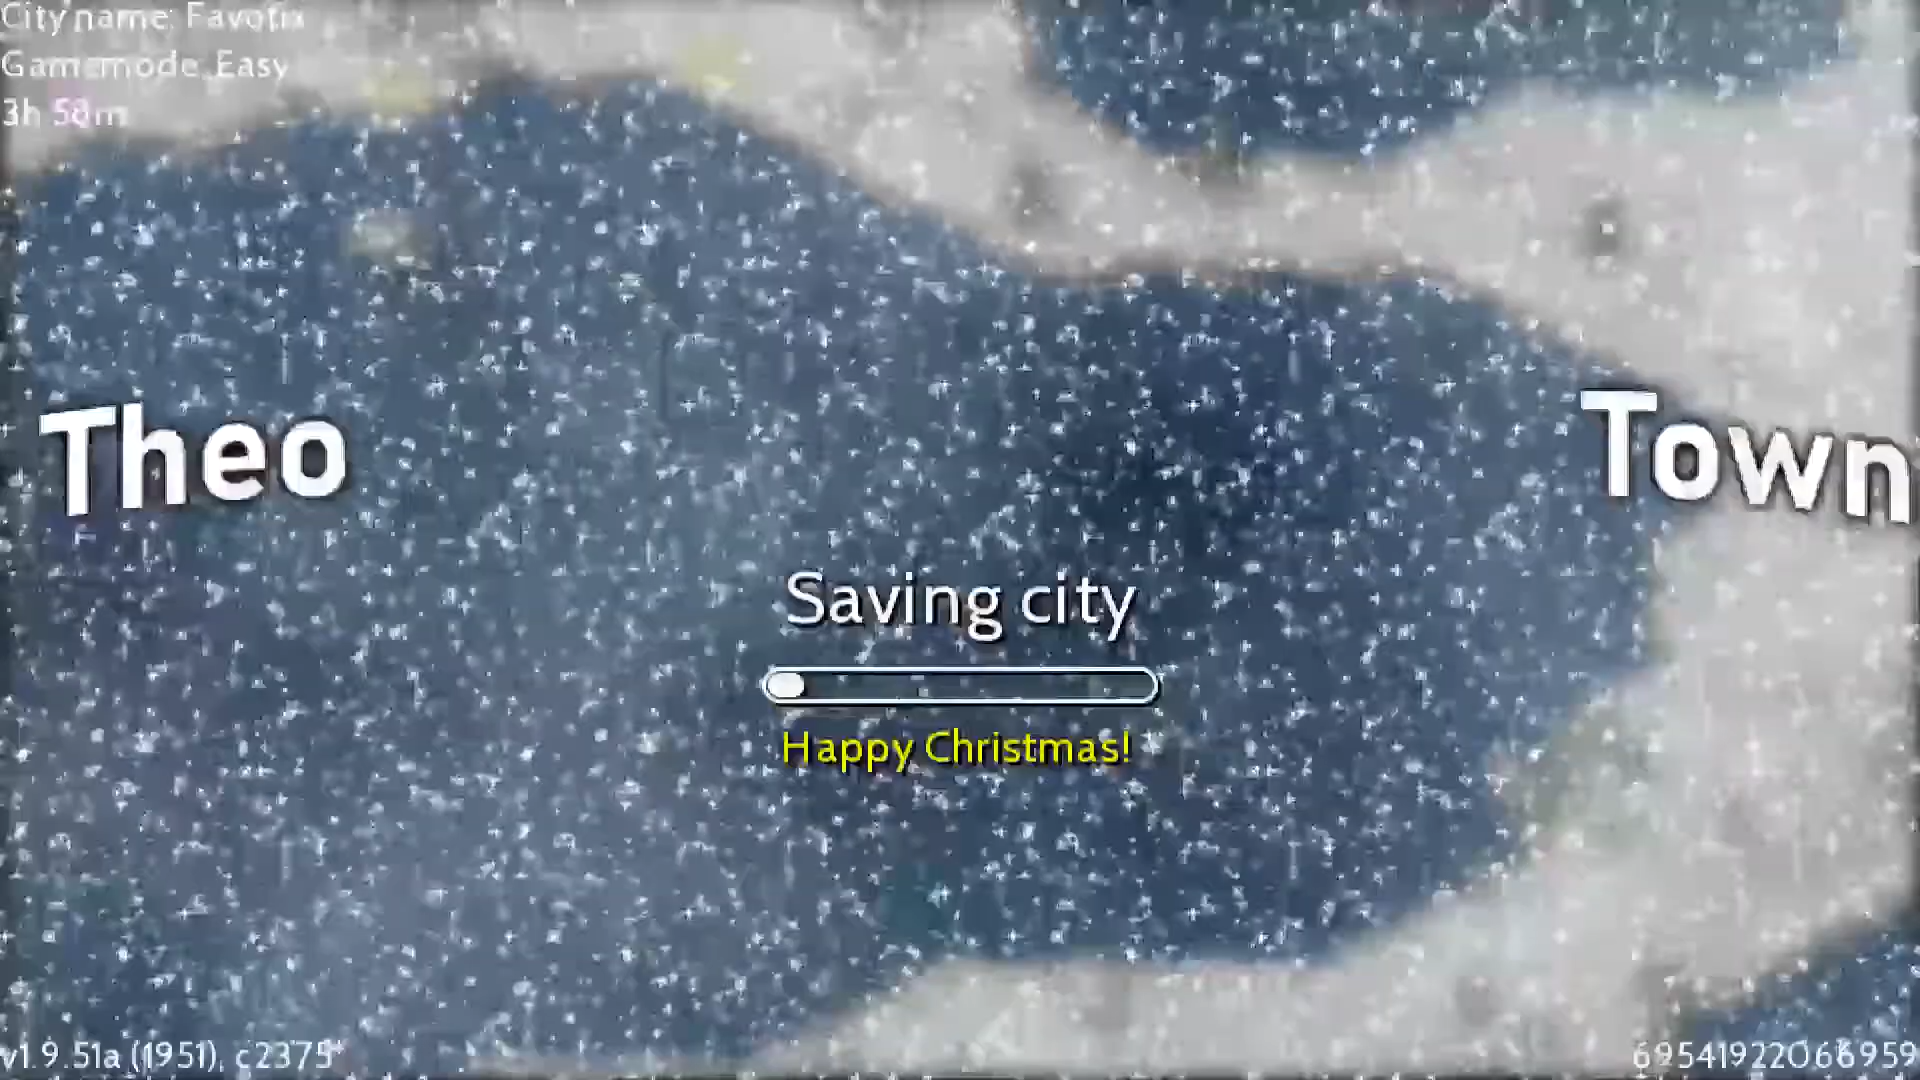 City name: Favotix
Gamemode: Easy
3h 58m
Theo Town
Saving city
Happy Christmas!
v1.9.51a (1951), c2375
69541922066959